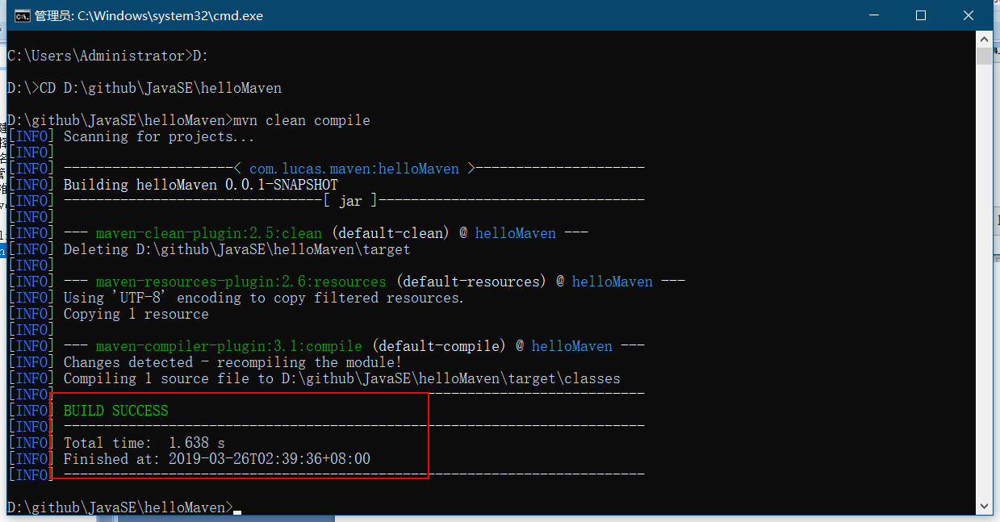 管理员: C:\Windows\system32\cmd.exe
C:\Users\Administrator>D:
D:\>CD D:\github\JavaSE\helloMaven
D:\github\JavaSE\helloMaven>mvn clean compile
[INFO] Scanning for projects...
[INFO]
[INFO] ---------------------< com.lucas.maven:helloMaven >---------------------
[INFO] Building helloMaven 0.0.1-SNAPSHOT
[INFO] --------------------------------[ jar ]---------------------------------
[INFO]
[INFO] --- maven-clean-plugin:2.5:clean (default-clean) @ helloMaven ---
[INFO] Deleting D:\github\JavaSE\helloMaven\target
[INFO]
[INFO] --- maven-resources-plugin:2.6:resources (default-resources) @ helloMaven ---
[INFO] Using 'UTF-8' encoding to copy filtered resources.
[INFO] Copying 1 resource
[INFO]
[INFO] --- maven-compiler-plugin:3.1:compile (default-compile) @ helloMaven ---
[INFO] Changes detected - recompiling the module!
[INFO] Compiling 1 source file to D:\github\JavaSE\helloMaven\target\classes
[INFO] ------------------------------------------------------------------------
[INFO] BUILD SUCCESS
[INFO] ------------------------------------------------------------------------
[INFO] Total time:  1.638 s
[INFO] Finished at: 2019-03-26T02:39:36+08:00
[INFO] ------------------------------------------------------------------------
D:\github\JavaSE\helloMaven>